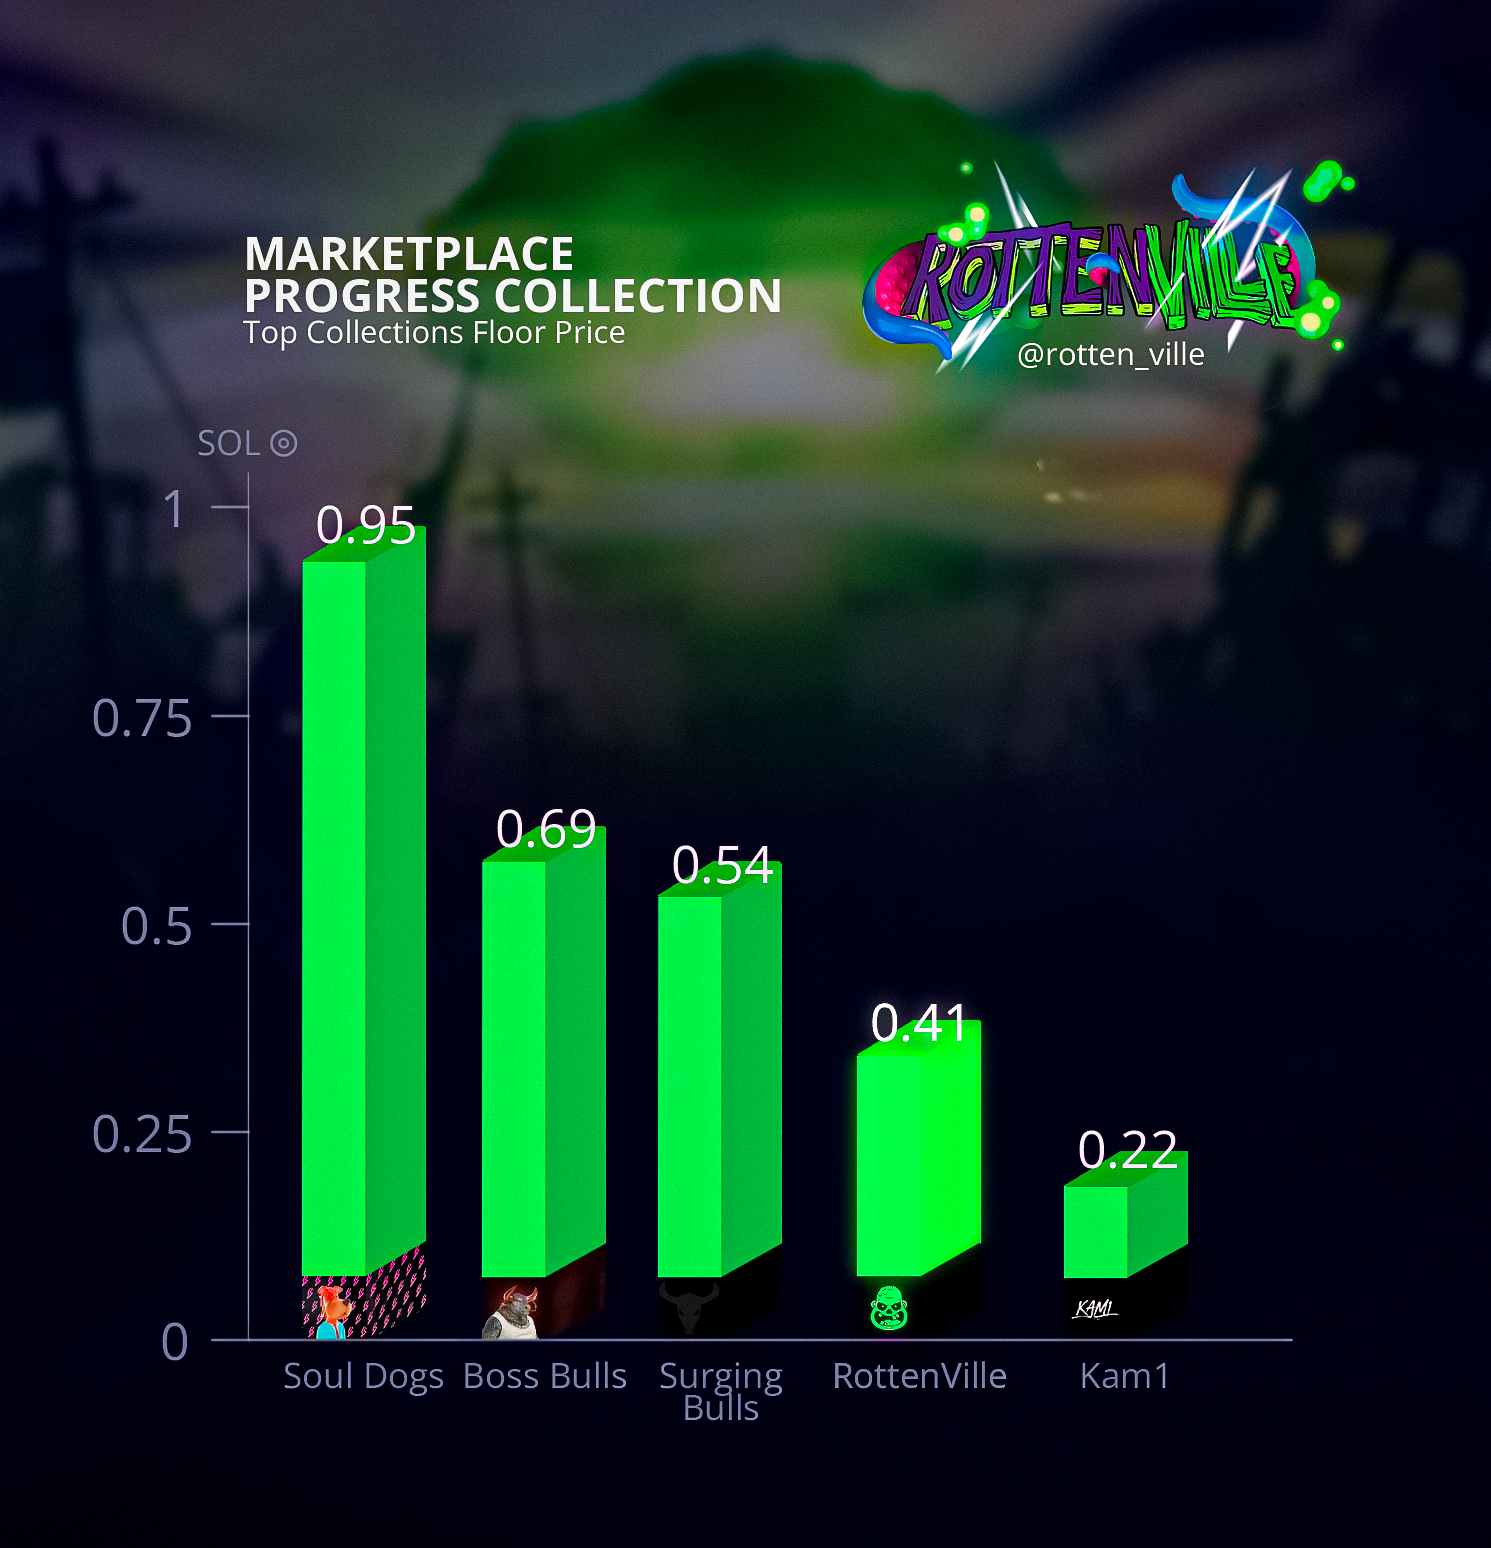 MARKETPLACE
PROGRESS COLLECTION
Top Collections Floor Price
ROTTENVILLE
@rotten_ville
SOL
1
0.75
0.5
0.25
0
0.95
0.69
0.54
0.41
0.22
KAM1
Soul Dogs
Boss Bulls
Surging
Bulls
RottenVille
Kam1